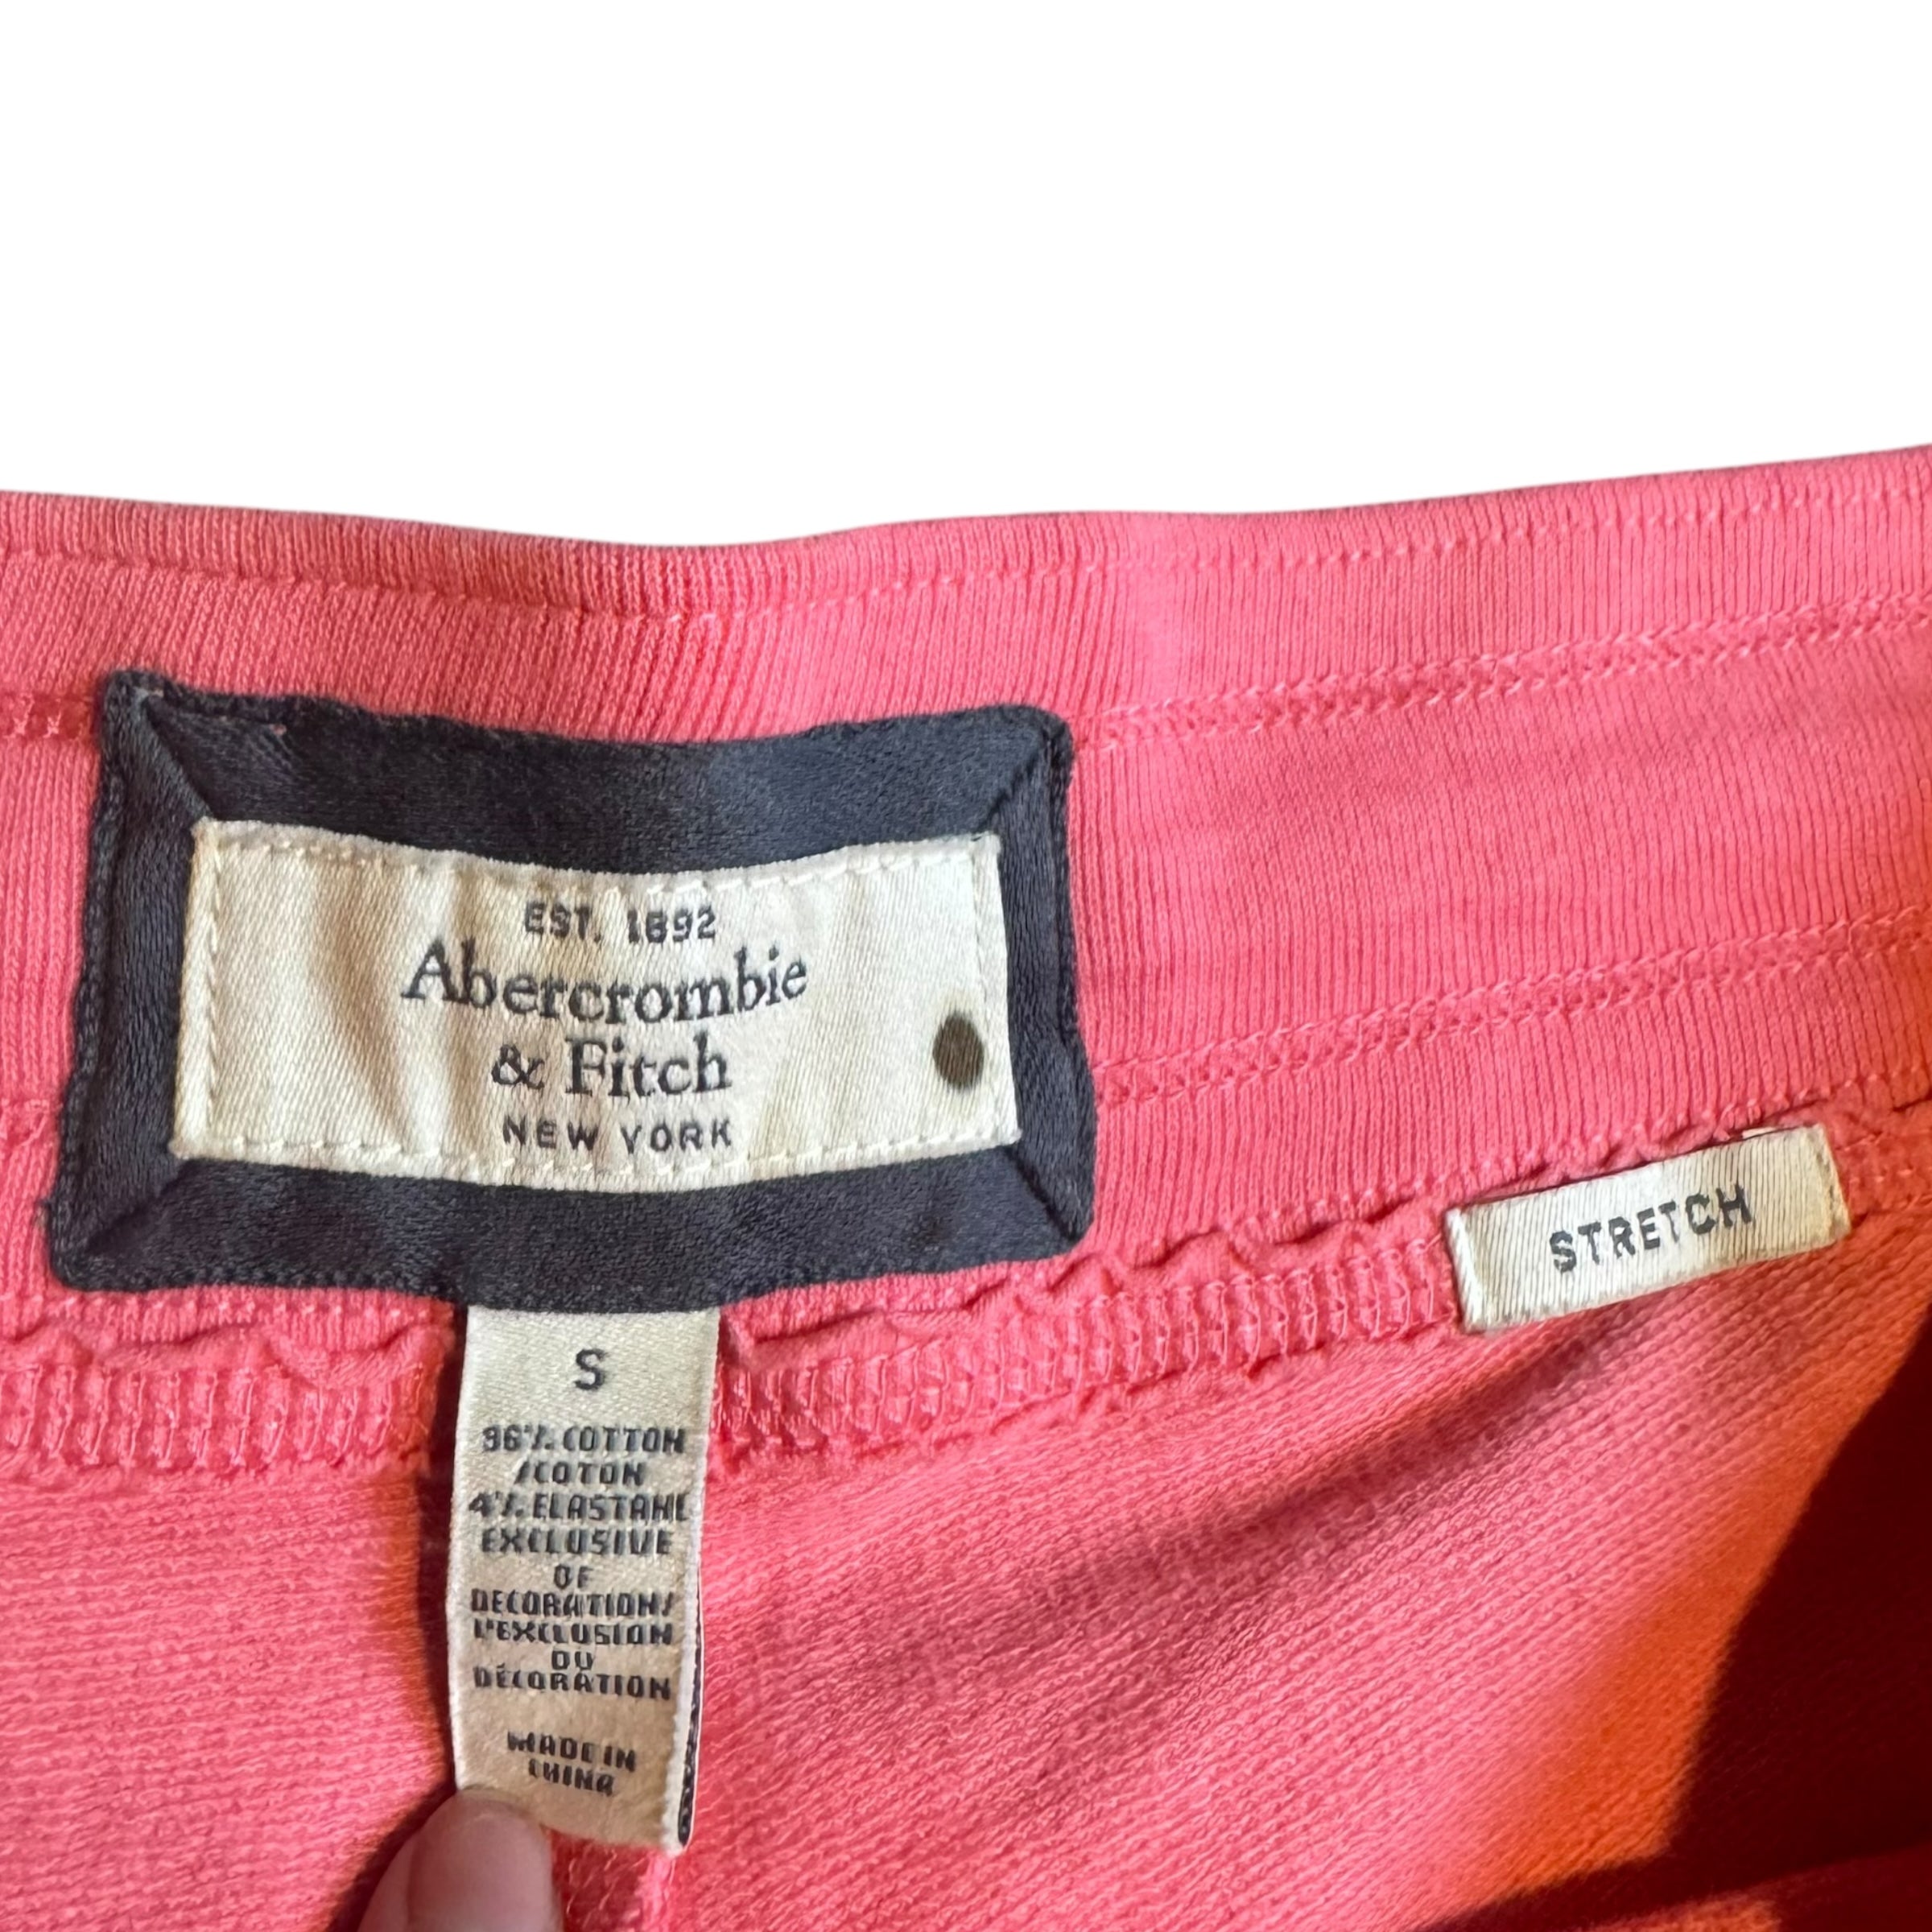 EST. 1892
Abercrombie
& Fitch
NEW YORK
STRETCH
S
96% COTTON
/COTON
4% ELASTANE
EXCLUSIVE
OF
DECORATION/
L'EXCLUSION
DU
DÉCORATION
MADE IN
CHINA